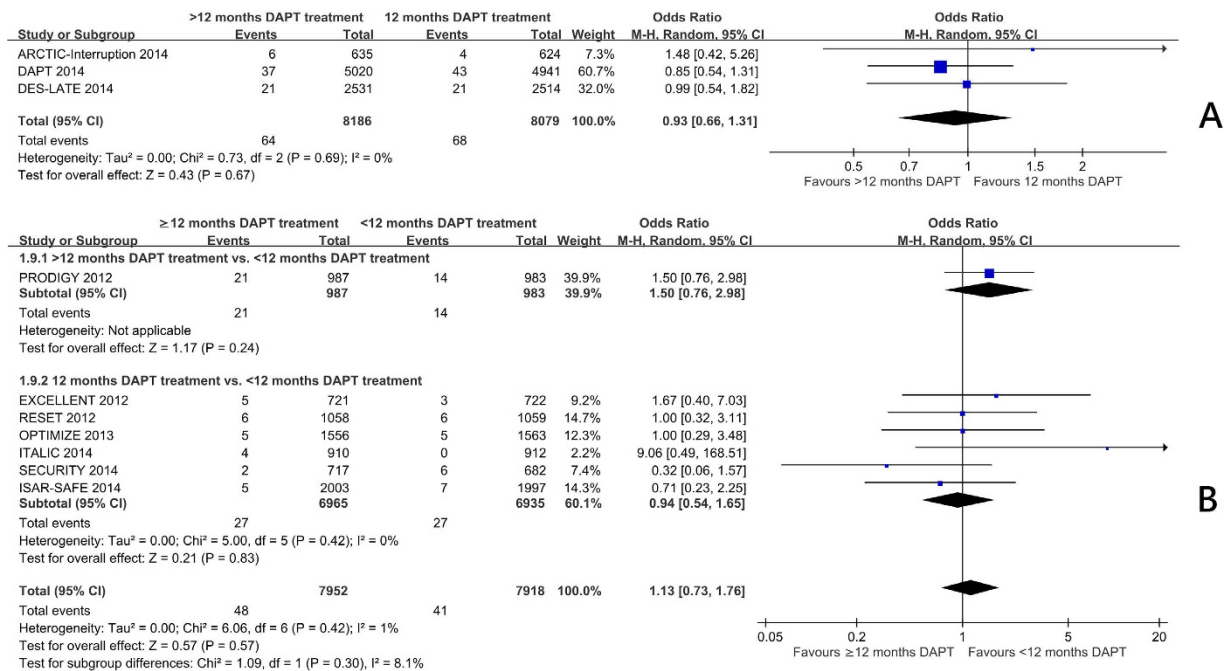 >12 months DAPT treatment 12 months DAPT treatment Odds Ratio Odds Ratio
Study or Subgroup Events Total Events Total Weight M-H, Random, 95% CI M-H, Random, 95% CI
ARCTIC-Interruption 2014 6 635 4 624 7.3% 1.48 [0.42, 5.26]
DAPT 2014 37 5020 43 4941 60.7% 0.85 [0.54, 1.31]
DES-LATE 2014 21 2531 21 2514 32.0% 0.99 [0.54, 1.82]
Total (95% CI) 8186 8079 100.0% 0.93 [0.66, 1.31]
A
Total events 64 68
Heterogeneity: Tau² = 0.00; Chi² = 0.73, df = 2 (P = 0.69); I² = 0%
Test for overall effect: Z = 0.43 (P = 0.67)
0.5 0.7 1 1.5 2
Favours >12 months DAPT Favours 12 months DAPT
≥12 months DAPT treatment <12 months DAPT treatment Odds Ratio Odds Ratio
Study or Subgroup Events Total Events Total Weight M-H, Random, 95% CI M-H, Random, 95% CI
1.9.1 >12 months DAPT treatment vs. <12 months DAPT treatment
PRODIGY 2012 21 987 14 983 39.9% 1.50 [0.76, 2.98]
Subtotal (95% CI) 987 983 39.9% 1.50 [0.76, 2.98]
Total events 21 14
Heterogeneity: Not applicable
Test for overall effect: Z = 1.17 (P = 0.24)
1.9.2 12 months DAPT treatment vs. <12 months DAPT treatment
EXCELLENT 2012 5 721 3 722 9.2% 1.67 [0.40, 7.03]
RESET 2012 6 1058 6 1059 14.7% 1.00 [0.32, 3.11]
OPTIMIZE 2013 5 1556 5 1563 12.3% 1.00 [0.29, 3.48]
ITALIC 2014 4 910 0 912 2.2% 9.06 [0.49, 168.51]
SECURITY 2014 2 717 6 682 7.4% 0.32 [0.06, 1.57]
ISAR-SAFE 2014 5 2003 7 1997 14.3% 0.71 [0.23, 2.25]
Subtotal (95% CI) 6965 6935 60.1% 0.94 [0.54, 1.65]
B
Total events 27 27
Heterogeneity: Tau² = 0.00; Chi² = 5.00, df = 5 (P = 0.42); I² = 0%
Test for overall effect: Z = 0.21 (P = 0.83)
Total (95% CI) 7952 7918 100.0% 1.13 [0.73, 1.76]
Total events 48 41
Heterogeneity: Tau² = 0.00; Chi² = 6.06, df = 6 (P = 0.42); I² = 1%
Test for overall effect: Z = 0.57 (P = 0.57)
Test for subgroup differences: Chi² = 1.09, df = 1 (P = 0.30), I² = 8.1%
0.05 0.2 1 5 20
Favours ≥12 months DAPT Favours <12 months DAPT